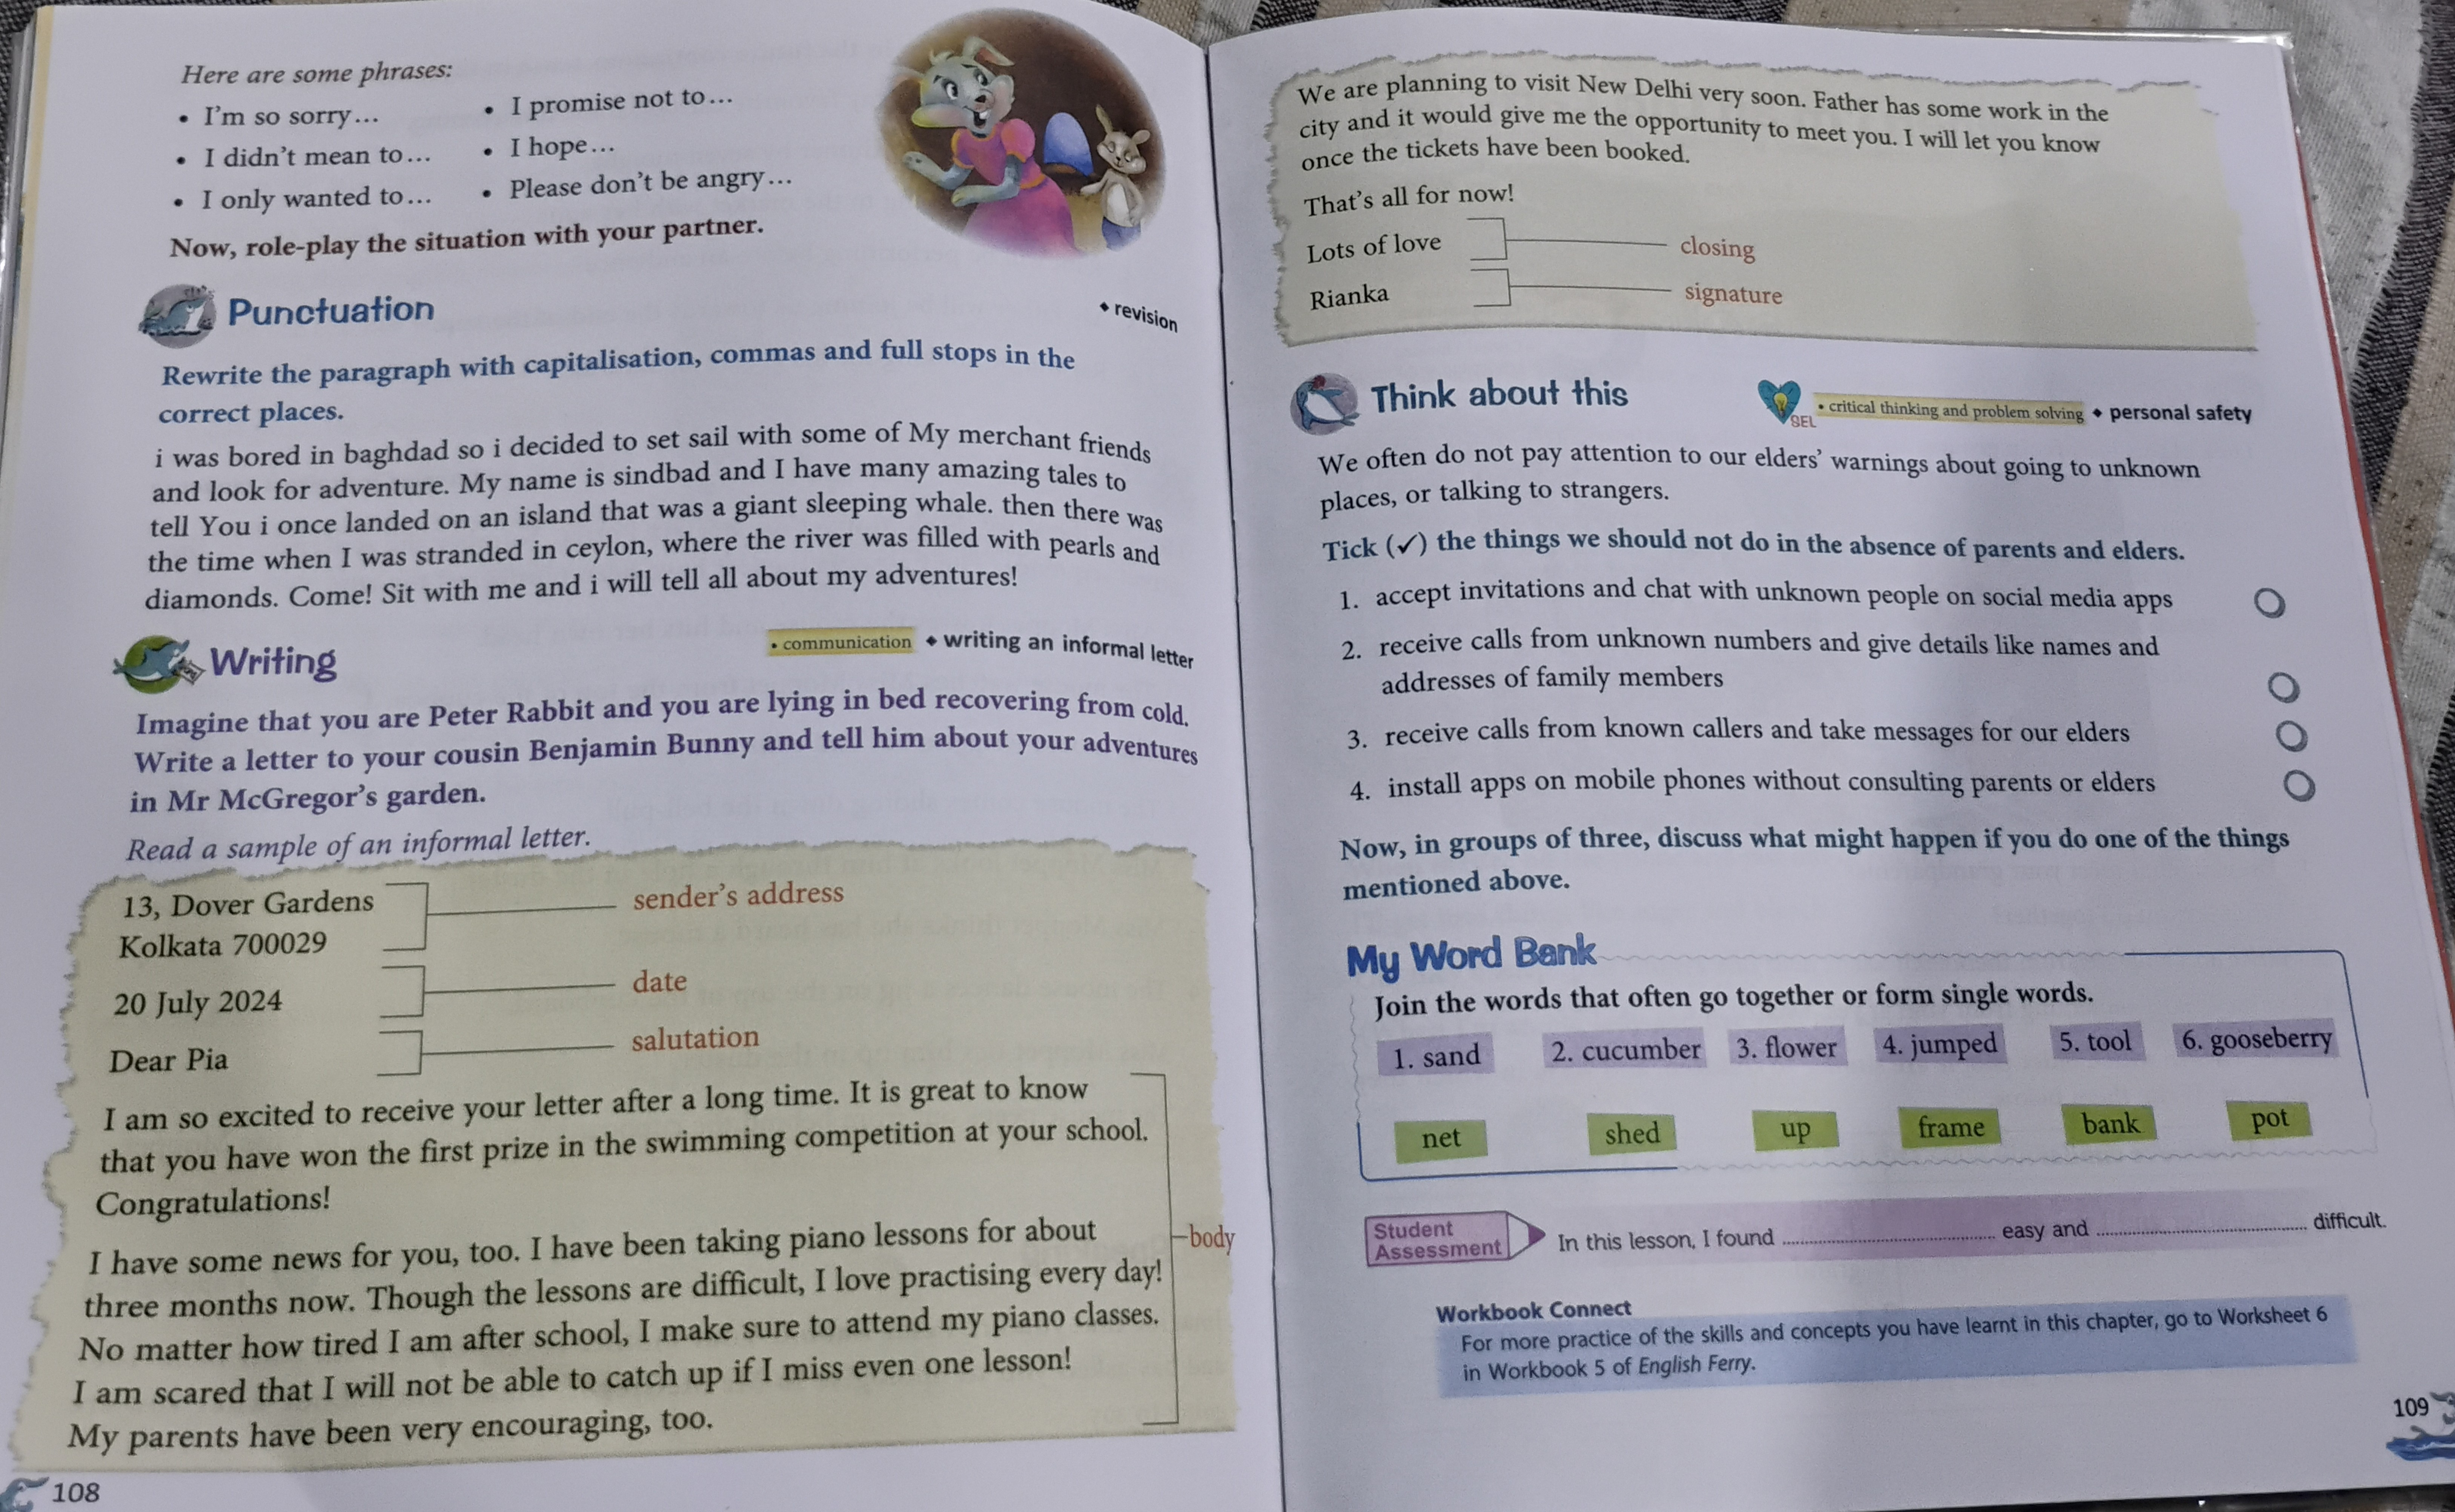 Here are some phrases:
• I'm so sorry...
• I promise not to...
• I didn't mean to...
• I hope...
• I only wanted to...
• Please don't be angry...
Now, role-play the situation with your partner.
Punctuation
◆ revision
Rewrite the paragraph with capitalisation, commas and full stops in the
correct places.
i was bored in baghdad so i decided to set sail with some of My merchant friends
and look for adventure. My name is sindbad and I have many amazing tales to
tell You i once landed on an island that was a giant sleeping whale. then there was
the time when I was stranded in ceylon, where the river was filled with pearls and
diamonds. Come! Sit with me and i will tell all about my adventures!
Writing
• communication ◆ writing an informal letter
Imagine that you are Peter Rabbit and you are lying in bed recovering from cold.
Write a letter to your cousin Benjamin Bunny and tell him about your adventures
in Mr McGregor's garden.
Read a sample of an informal letter.
13, Dover Gardens
Kolkata 700029
sender's address
20 July 2024
date
Dear Pia
salutation
I am so excited to receive your letter after a long time. It is great to know
that you have won the first prize in the swimming competition at your school.
Congratulations!
I have some news for you, too. I have been taking piano lessons for about
three months now. Though the lessons are difficult, I love practising every day!
No matter how tired I am after school, I make sure to attend my piano classes.
I am scared that I will not be able to catch up if I miss even one lesson!
My parents have been very encouraging, too.
body
108
We are planning to visit New Delhi very soon. Father has some work in the
city and it would give me the opportunity to meet you. I will let you know
once the tickets have been booked.
That's all for now!
Lots of love
closing
Rianka
signature
Think about this
SEL
• critical thinking and problem solving ◆ personal safety
We often do not pay attention to our elders' warnings about going to unknown
places, or talking to strangers.
Tick (✓) the things we should not do in the absence of parents and elders.
1. accept invitations and chat with unknown people on social media apps
2. receive calls from unknown numbers and give details like names and
addresses of family members
3. receive calls from known callers and take messages for our elders
4. install apps on mobile phones without consulting parents or elders
Now, in groups of three, discuss what might happen if you do one of the things
mentioned above.
My Word Bank
Join the words that often go together or form single words.
1. sand 2. cucumber 3. flower 4. jumped 5. tool 6. gooseberry
net shed up frame bank pot
Student
Assessment
In this lesson, I found ........................ easy and ........................ difficult.
Workbook Connect
For more practice of the skills and concepts you have learnt in this chapter, go to Worksheet 6
in Workbook 5 of English Ferry.
109